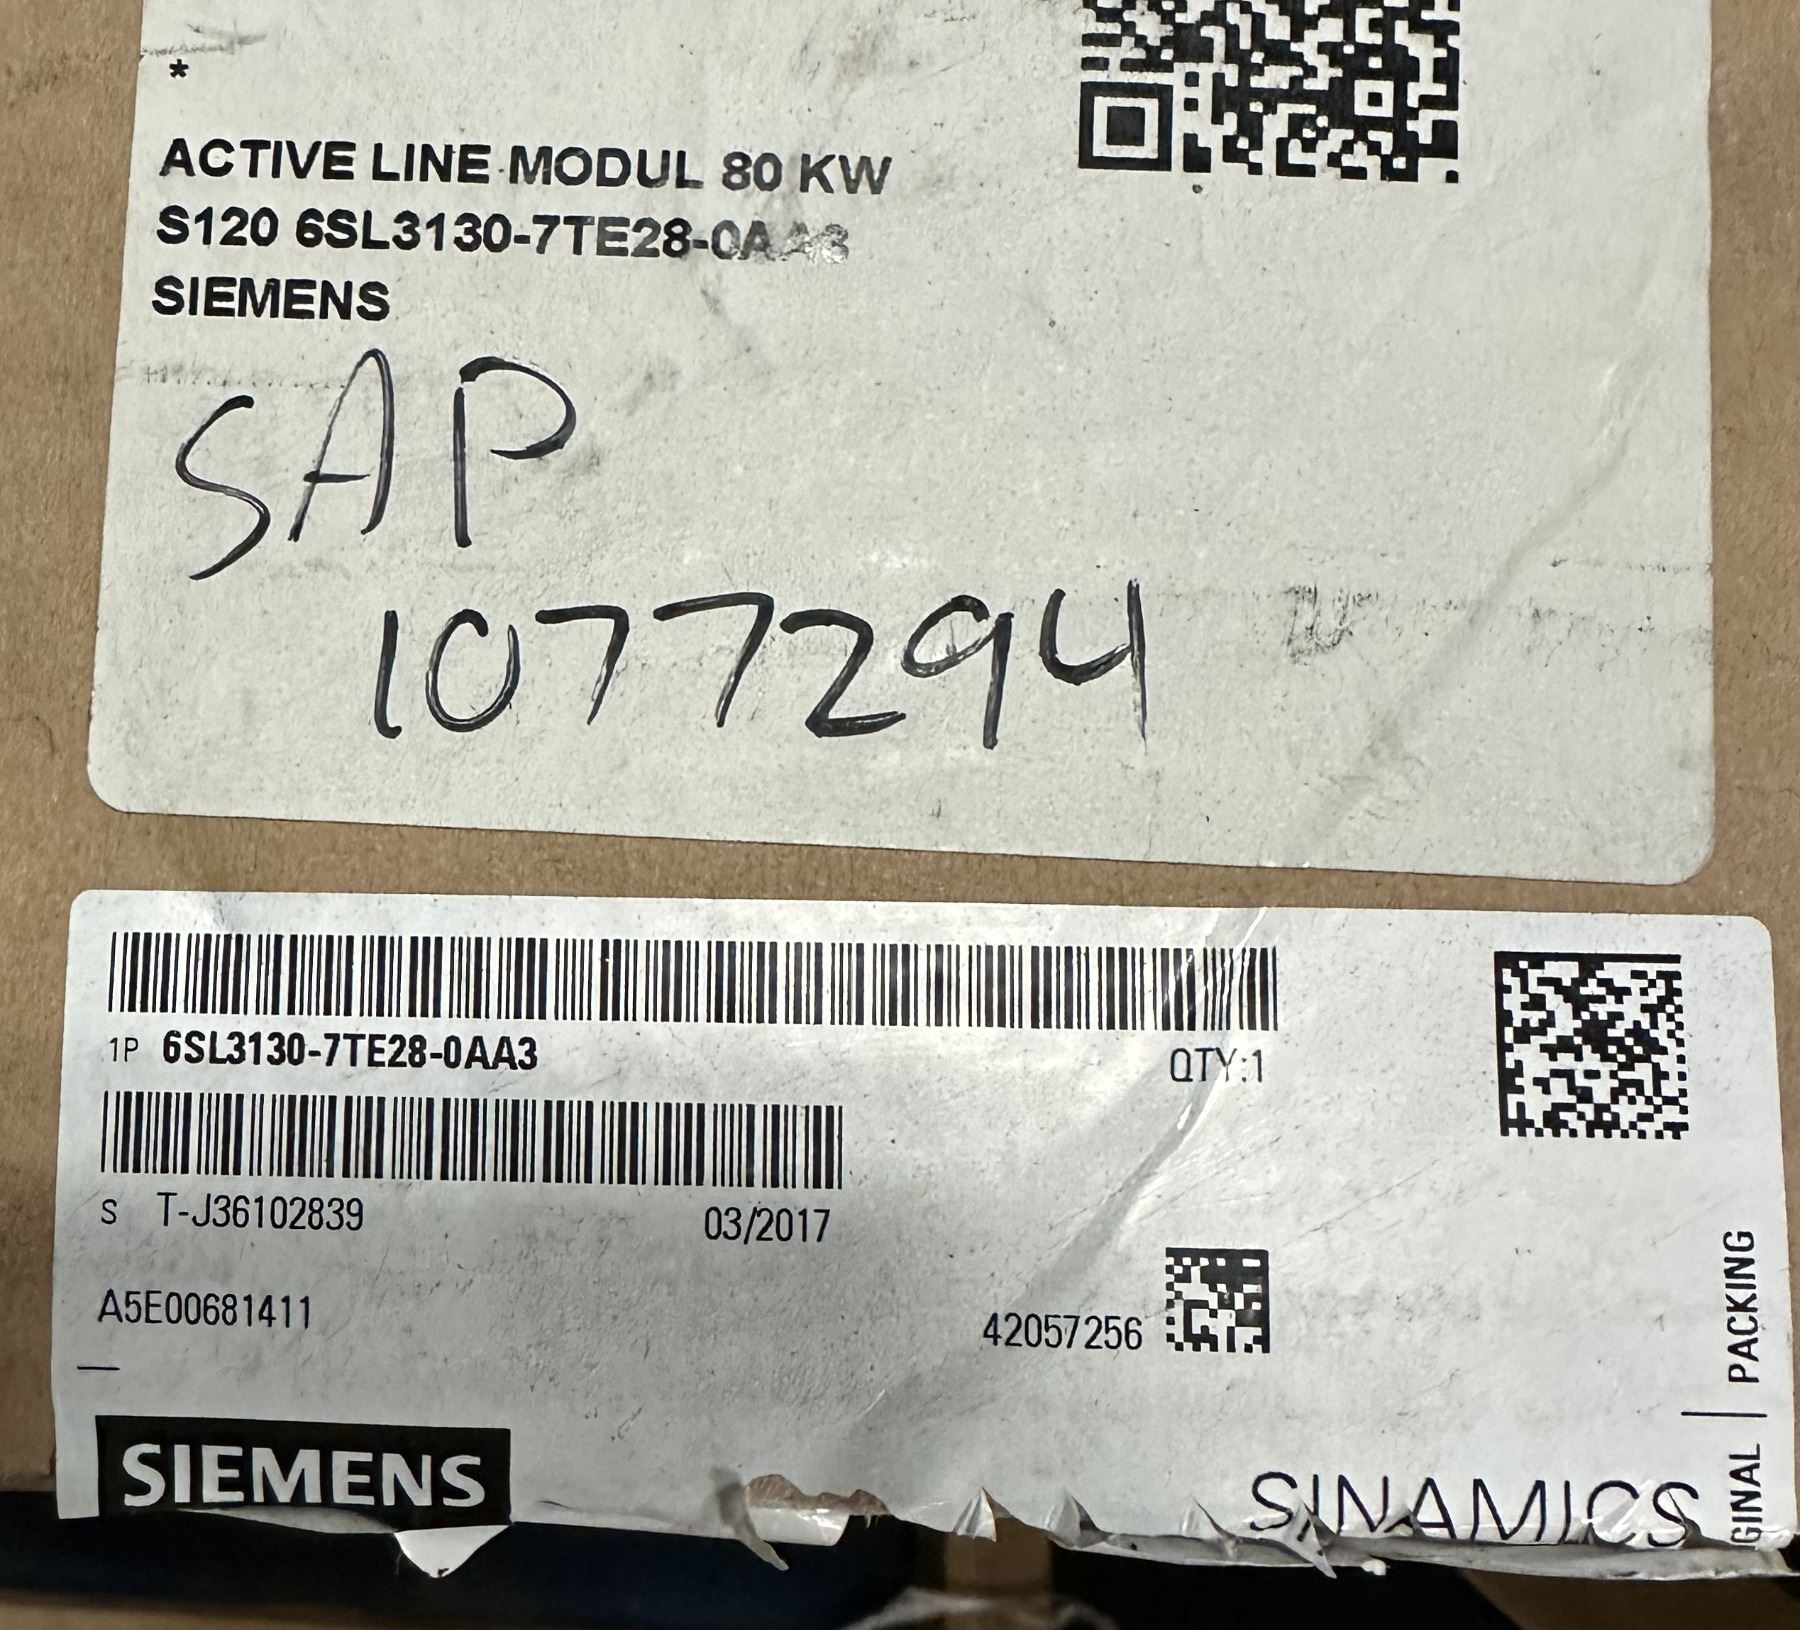 *
ACTIVE LINE MODUL 80 KW
S120 6SL3130-7TE28-0AA3
SIEMENS
SAP
1077294
1P 6SL3130-7TE28-0AA3 QTY:1
S T-J36102839 03/2017
A5E00681411
42057256
SIEMENS
SINAMICS
GINAL | PACKING